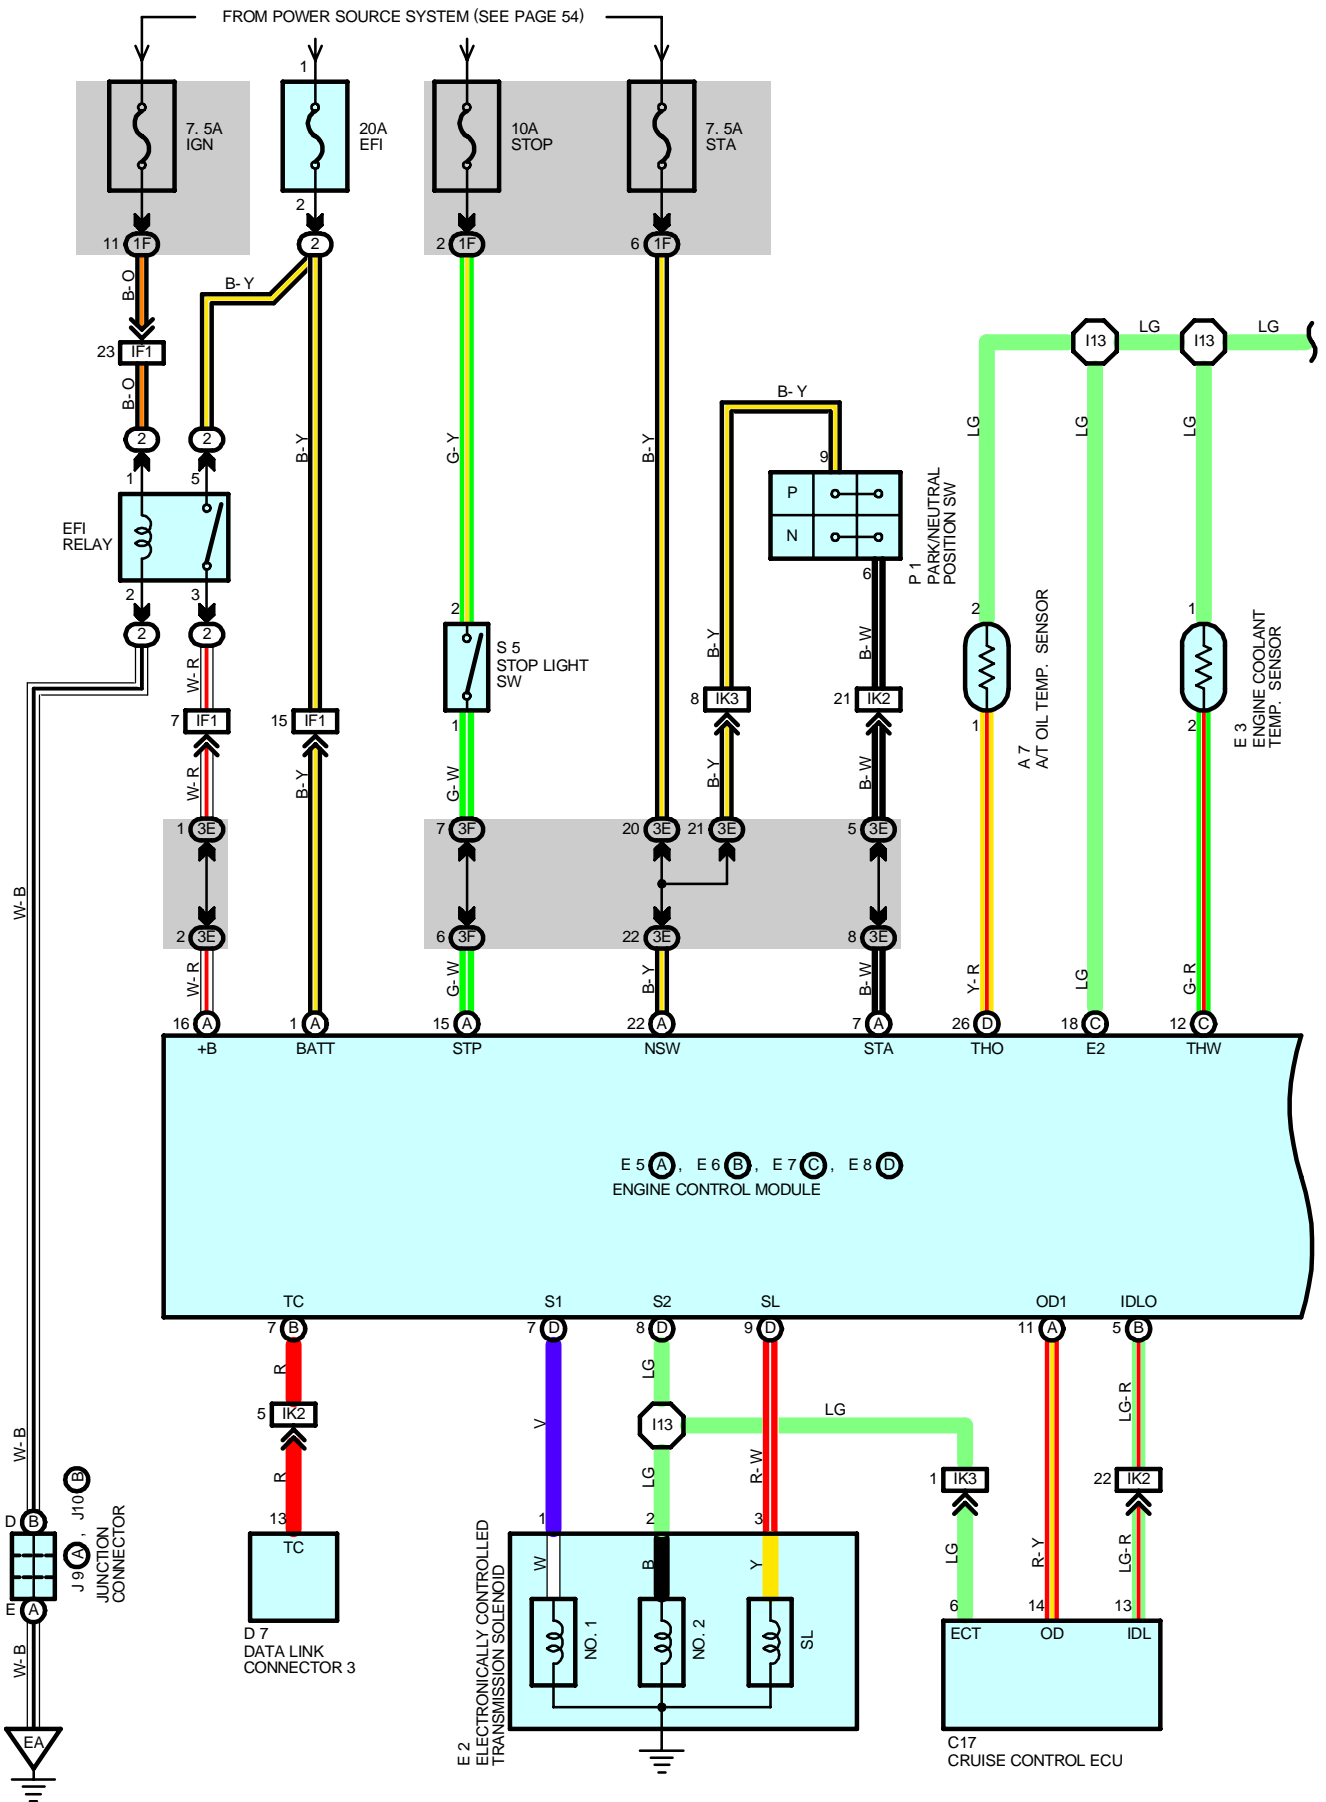 FROM POWER SOURCE SYSTEM (SEE PAGE 54)
1
7. 5A
IGN
20A
EFI
10A
STOP
7. 5A
STA
2
11 1F
2
2 1F
6 1F
B- O
B- Y
23 IF1
B- O
I13
LG
I13
LG
B- Y
2
2
1
5
B- Y
G- Y
B- Y
9
LG
LG
LG
P
N
EFI
RELAY
6
P 1
PARK/NEUTRAL
POSITION SW
2
3
2
2
2
S 5
STOP LIGHT
SW
1
W- R
B- Y
B- W
2
1
A 7
A/T OIL TEMP. SENSOR
1
2
E 3
ENGINE COOLANT
TEMP. SENSOR
7 IF1
15 IF1
8 IK3
21 IK2
W- R
B- Y
G- W
B- Y
B- W
1 3E
7 3F
20 3E
21 3E
5 3E
W- B
2 3E
6 3F
22 3E
8 3E
W- R
G- W
B- Y
B- W
Y- R
LG
G- R
16 A
1 A
15 A
22 A
7 A
26 D
18 C
12 C
+B
BATT
STP
NSW
STA
THO
E2
THW
E 5 A , E 6 B , E 7 C , E 8 D
ENGINE CONTROL MODULE
TC
S1
S2
SL
OD1
IDLO
7 B
7 D
8 D
9 D
11 A
5 B
R
LG
LG- R
5 IK2
V
I13
LG
W- B
R
LG
R- W
1 IK3
22 IK2
J 9 A , J10 B
JUNCTION
CONNECTOR
D B
E A
13
TC
1
2
3
W
B
Y
LG
R- Y
LG- R
6
14
13
ECT
OD
IDL
W- B
D 7
DATA LINK
CONNECTOR 3
E 2
ELECTRONICALLY CONTROLLED
TRANSMISSION SOLENOID
NO. 1
NO. 2
SL
EA
C17
CRUISE CONTROL ECU